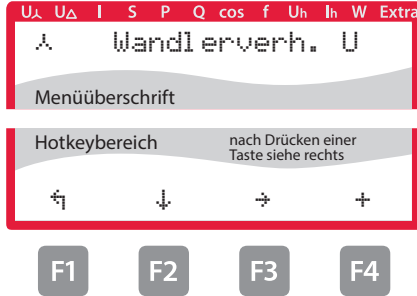 U⅄ U△ I S P Q cos f Uh Ih W Extra
⅄ Wandlerverh. U
Menüüberschrift
Hotkeybereich
nach Drücken einer
Taste siehe rechts
↰ ↓ → +
F1 F2 F3 F4